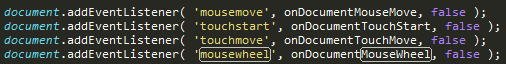 document.addEventListener( 'mousemove', onDocumentMouseMove, false );
document.addEventListener( 'touchstart', onDocumentTouchStart, false );
document.addEventListener( 'touchmove', onDocumentTouchMove, false );
document.addEventListener( 'mousewheel', onDocumentMouseWheel, false );